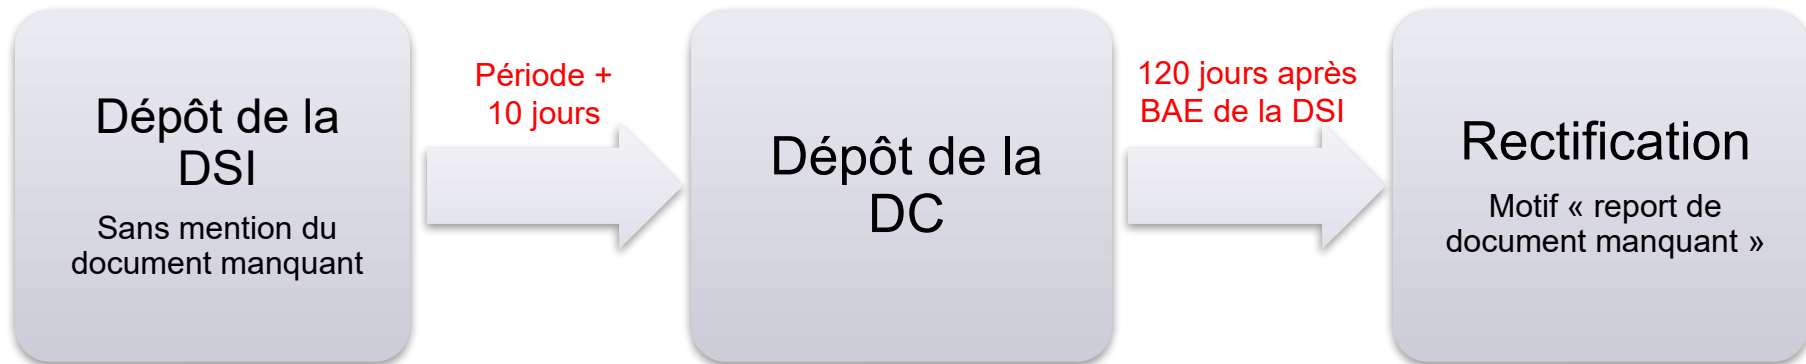 Dépôt de la
DSI
Sans mention du
document manquant
Période +
10 jours
Dépôt de la
DC
120 jours après
BAE de la DSI
Rectification
Motif « report de
document manquant »